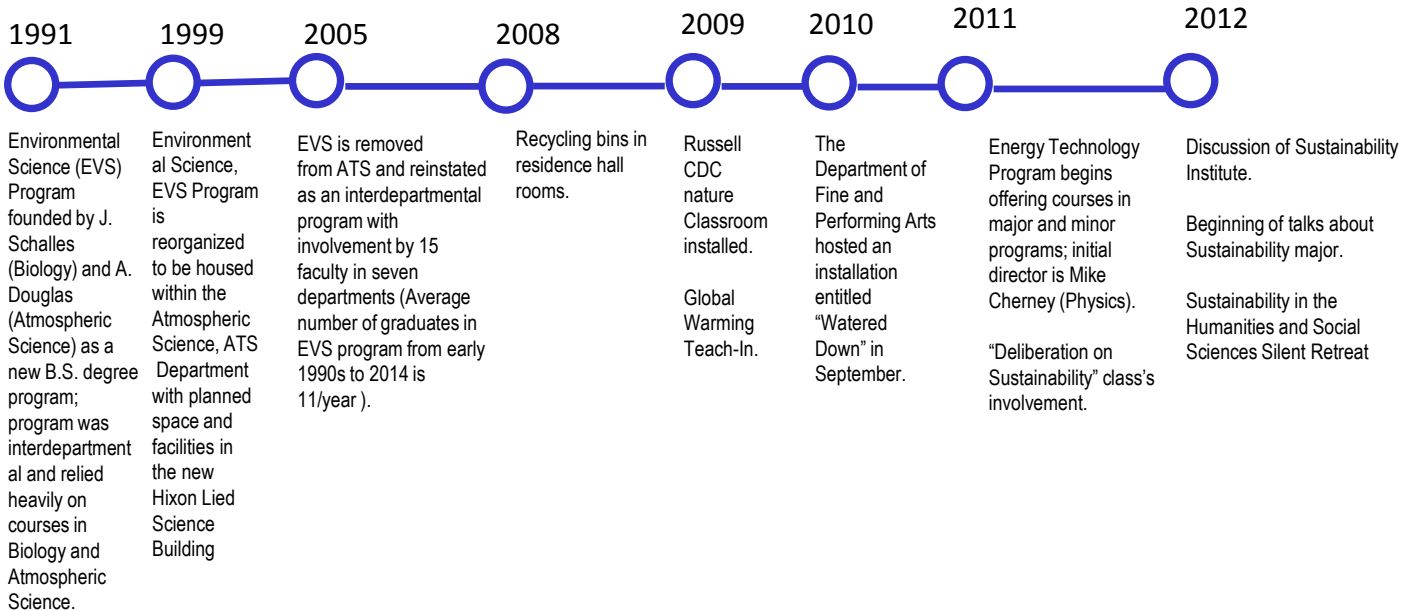 1991
Environmental
Science (EVS)
Program
founded by J.
Schalles
(Biology) and A.
Douglas
(Atmospheric
Science) as a
new B.S. degree
program;
program was
interdepartment
al and relied
heavily on
courses in
Biology and
Atmospheric
Science.
1999
Environment
al Science,
EVS Program
is
reorganized
to be housed
within the
Atmospheric
Science, ATS
Department
with planned
space and
facilities in
the new
Hixon Lied
Science
Building
2005
EVS is removed
from ATS and reinstated
as an interdepartmental
program with
involvement by 15
faculty in seven
departments (Average
number of graduates in
EVS program from early
1990s to 2014 is
11/year ).
2008
Recycling bins in
residence hall
rooms.
2009
Russell
CDC
nature
Classroom
installed.
Global
Warming
Teach-In.
2010
The
Department of
Fine and
Performing Arts
hosted an
installation
entitled
“Watered
Down” in
September.
2011
Energy Technology
Program begins
offering courses in
major and minor
programs; initial
director is Mike
Cherney (Physics).
“Deliberation on
Sustainability” class’s
involvement.
2012
Discussion of Sustainability
Institute.
Beginning of talks about
Sustainability major.
Sustainability in the
Humanities and Social
Sciences Silent Retreat